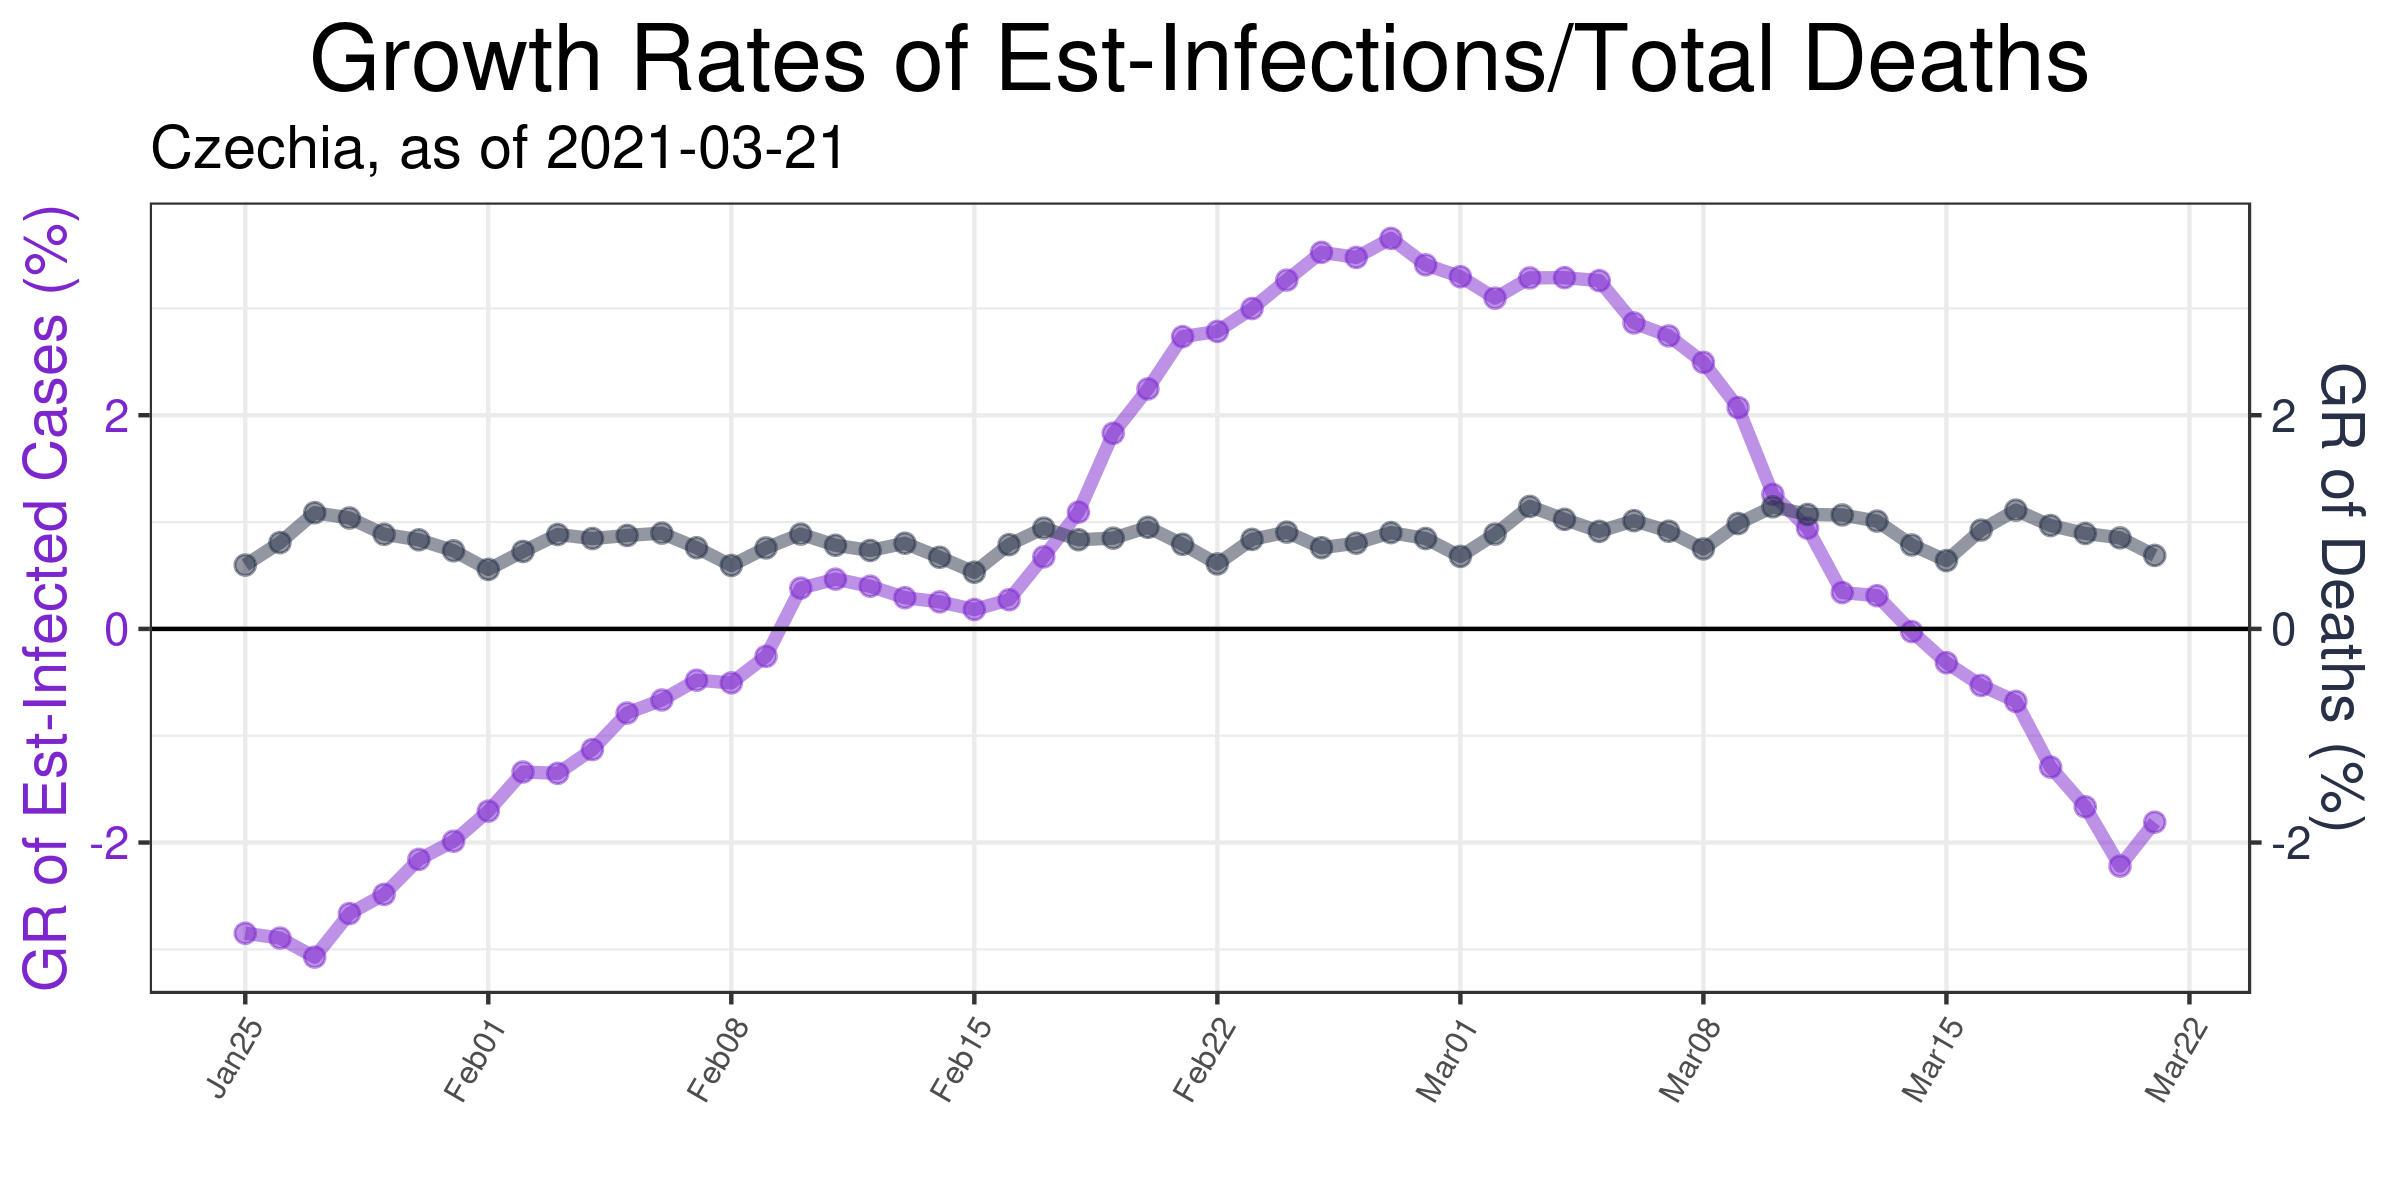 Growth Rates of Est-Infections/Total Deaths
Czechia, as of 2021-03-21
GR of Est-Infected Cases (%)
2
0
-2
2
0
-2
GR of Deaths (%)
Jan25
Feb01
Feb08
Feb15
Feb22
Mar01
Mar08
Mar15
Mar22